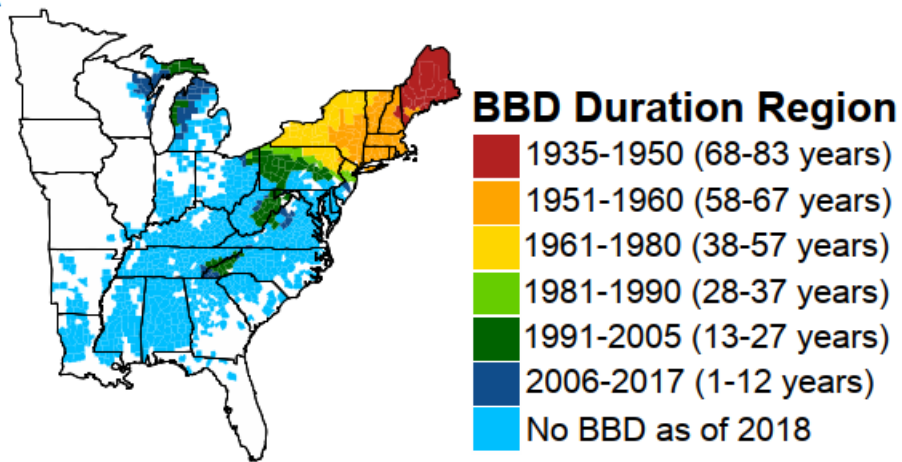 BBD Duration Region
1935-1950 (68-83 years)
1951-1960 (58-67 years)
1961-1980 (38-57 years)
1981-1990 (28-37 years)
1991-2005 (13-27 years)
2006-2017 (1-12 years)
No BBD as of 2018